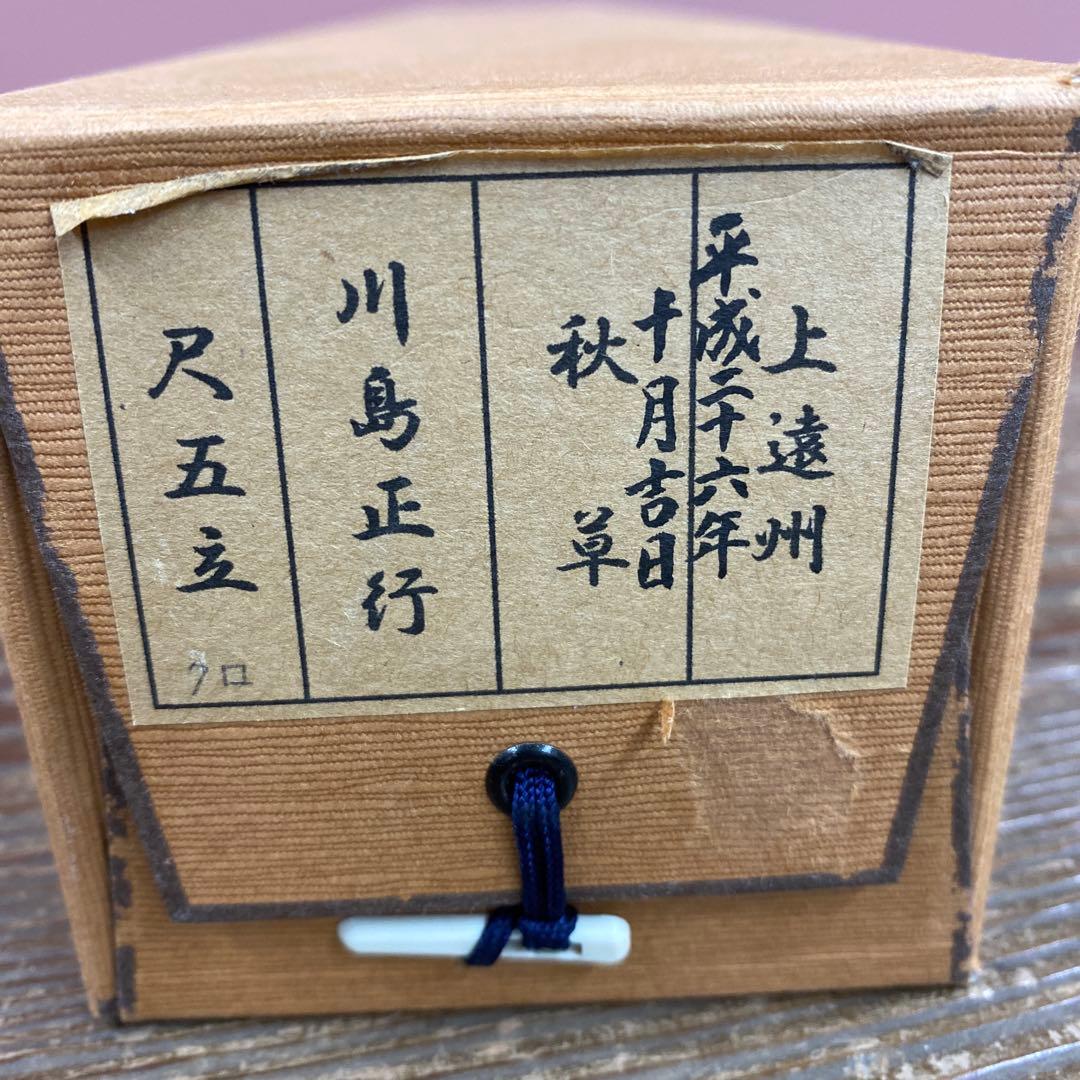 上遠州
平成二十六年
十月吉日
秋草
川島正行
尺五立
クロ